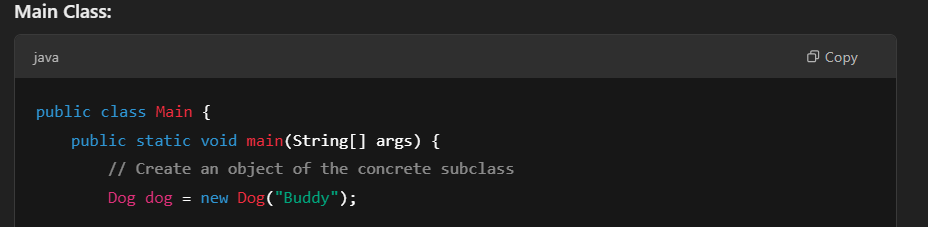 Main Class:
java
Copy
public class Main {
    public static void main(String[] args) {
        // Create an object of the concrete subclass
        Dog dog = new Dog("Buddy");